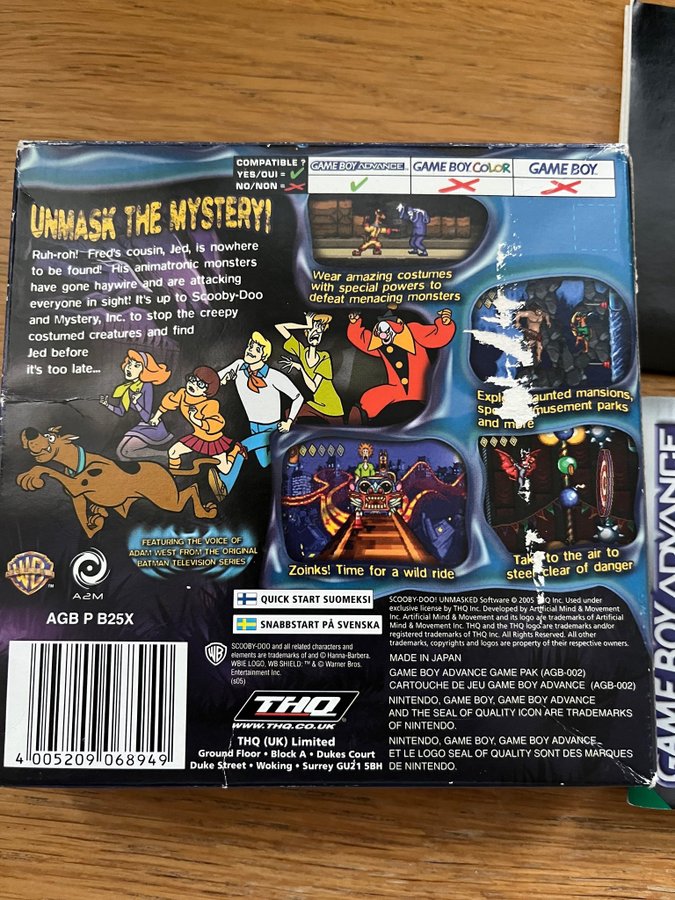 COMPATIBLE ?
YES/OUI = ✓
NO/NON = ✗
GAME BOY ADVANCE
GAME BOY COLOR
GAME BOY
UNMASK THE MYSTERY!
Ruh-roh! Fred's cousin, Jed, is nowhere
to be found! His animatronic monsters
have gone haywire and are attacking
everyone in sight! It's up to Scooby-Doo
and Mystery, Inc. to stop the creepy
costumed creatures and find
Jed before
it's too late...
Wear amazing costumes
with special powers to
defeat menacing monsters
haunted mansions,
amusement parks
and more
Zoinks! Time for a wild ride
Take to the air to
steer clear of danger
FEATURING THE VOICE OF
ADAM WEST FROM THE ORIGINAL
BATMAN TELEVISION SERIES
WB
TM
A2M
AGB P B25X
4 005209 068949
QUICK START SUOMEKSI
SNABBSTART PÅ SVENSKA
SCOOBY-DOO! UNMASKED Software © 2005 THQ Inc. Used under
exclusive license by THQ Inc. Developed by Artificial Mind & Movement
Inc. Artificial Mind & Movement Inc. and its logo are trademarks of Artificial
Mind & Movement Inc. THQ and the THQ logo are trademarks and/or
registered trademarks of THQ Inc. All Rights Reserved. All other
trademarks, copyrights and logos are property of their respective owners.
WB
SCOOBY-DOO and all related characters and
elements are trademarks of and © Hanna-Barbera.
WBIE LOGO, WB SHIELD: ™ & © Warner Bros.
Entertainment Inc.
(s05)
THQ
WWW.THQ.CO.UK
THQ (UK) Limited
Ground Floor • Block A • Dukes Court
Duke Street • Woking • Surrey GU21 5BH
MADE IN JAPAN
GAME BOY ADVANCE GAME PAK (AGB-002)
CARTOUCHE DE JEU GAME BOY ADVANCE (AGB-002)
NINTENDO, GAME BOY, GAME BOY ADVANCE
AND THE SEAL OF QUALITY ICON ARE TRADEMARKS
OF NINTENDO.
NINTENDO, GAME BOY, GAME BOY ADVANCE
ET LE LOGO SEAL OF QUALITY SONT DES MARQUES
DE NINTENDO.
GAME BOY ADVANCE